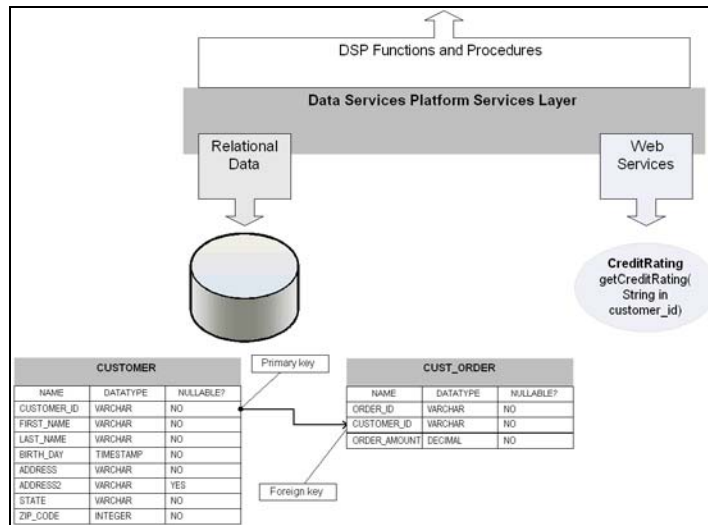 DSP Functions and Procedures
Data Services Platform Services Layer
Relational
Data
Web
Services
CreditRating
getCreditRating(
String in
customer_id)
Primary key
CUSTOMER
NAME DATATYPE NULLABLE?
CUSTOMER_ID VARCHAR NO
FIRST_NAME VARCHAR NO
LAST_NAME VARCHAR NO
BIRTH_DAY TIMESTAMP NO
ADDRESS VARCHAR NO
ADDRESS2 VARCHAR YES
STATE VARCHAR NO
ZIP_CODE INTEGER NO
CUST_ORDER
NAME DATATYPE NULLABLE?
ORDER_ID VARCHAR NO
CUSTOMER_ID VARCHAR NO
ORDER_AMOUNT DECIMAL NO
Foreign key